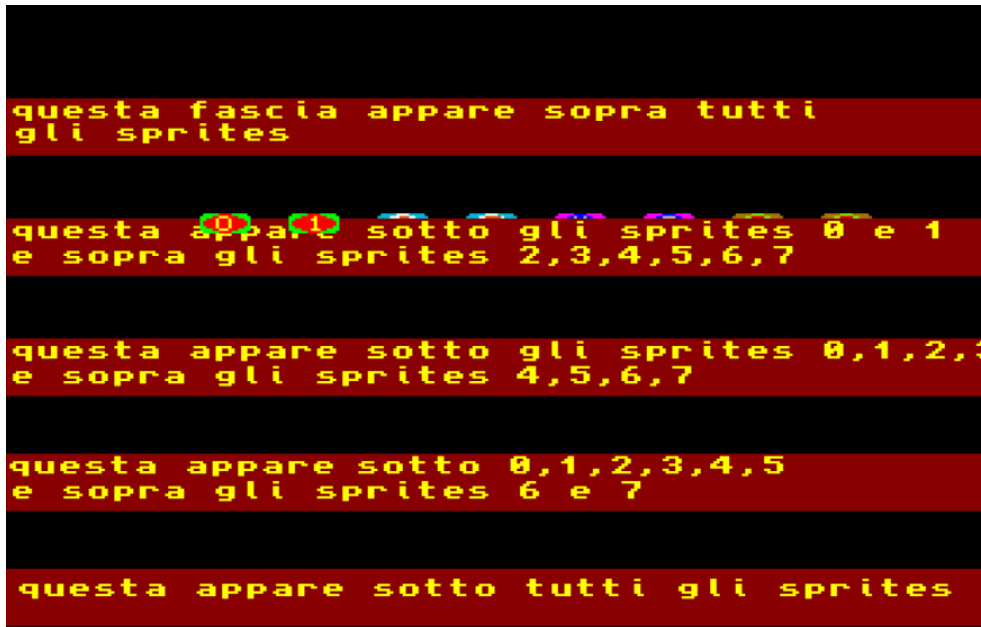 questa fascia appare sopra tutti
gli sprites
0 1
questa appare sotto gli sprites 0 e 1
e sopra gli sprites 2,3,4,5,6,7
questa appare sotto gli sprites 0,1,2,3
e sopra gli sprites 4,5,6,7
questa appare sotto 0,1,2,3,4,5
e sopra gli sprites 6 e 7
questa appare sotto tutti gli sprites